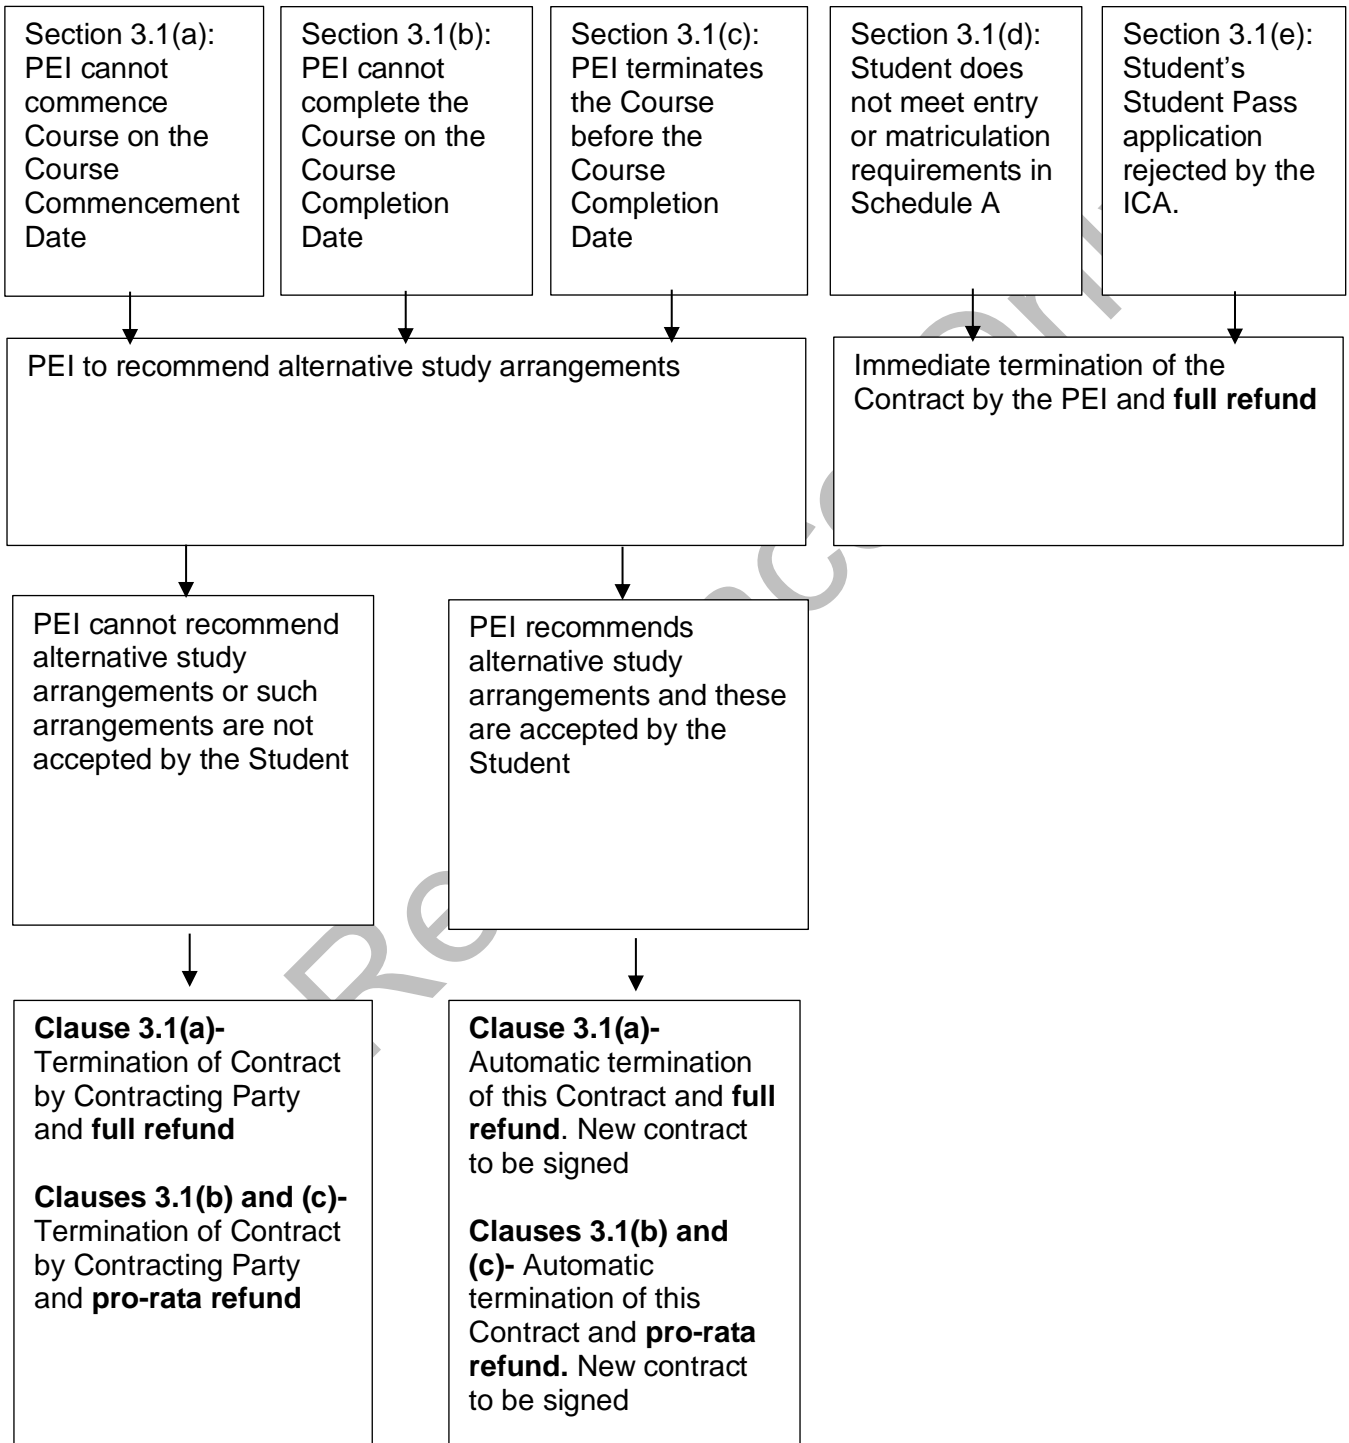 Section 3.1(a):
PEI cannot
commence
Course on the
Course
Commencement
Date
Section 3.1(b):
PEI cannot
complete the
Course on the
Course
Completion
Date
Section 3.1(c):
PEI terminates
the Course
before the
Course
Completion
Date
Section 3.1(d):
Student does
not meet entry
or matriculation
requirements in
Schedule A
Section 3.1(e):
Student’s
Student Pass
application
rejected by the
ICA.
PEI to recommend alternative study arrangements
Immediate termination of the
Contract by the PEI and full refund
PEI cannot recommend
alternative study
arrangements or such
arrangements are not
accepted by the Student
PEI recommends
alternative study
arrangements and these
are accepted by the
Student
Clause 3.1(a)-
Termination of Contract
by Contracting Party
and full refund
Clauses 3.1(b) and (c)-
Termination of Contract
by Contracting Party
and pro-rata refund
Clause 3.1(a)-
Automatic termination
of this Contract and full
refund. New contract
to be signed
Clauses 3.1(b) and
(c)- Automatic
termination of this
Contract and pro-rata
refund. New contract
to be signed